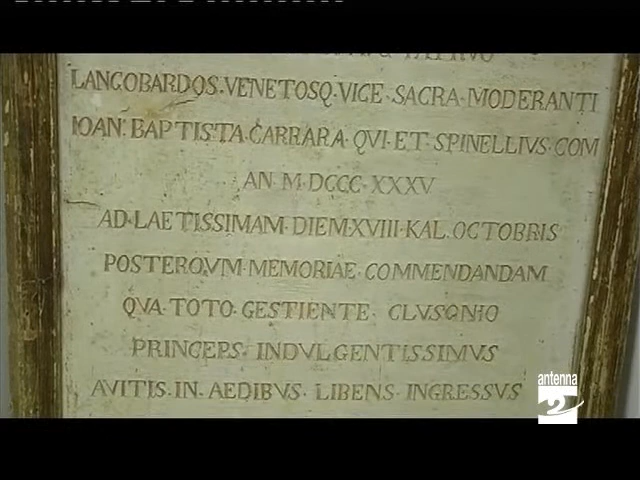 LANGOBARDOS·VENETOSQ·VICE·SACRA·MODERANTI
IOAN·BAPTISTA·CARRARA·QVI·ET·SPINELLIVS·COM
AN·M·DCCC·XXXV
AD·LAETISSIMAM·DIEM·XVIII·KAL·OCTOBRIS
POSTERORVM·MEMORIAE·COMMENDANDAM
QVA·TOTO·GESTIENTE·CLVSONIO
PRINCEPS·INDVLGENTISSIMVS
AVITIS·IN·AEDIBVS·LIBENS·INGRESSVS
antenna
2